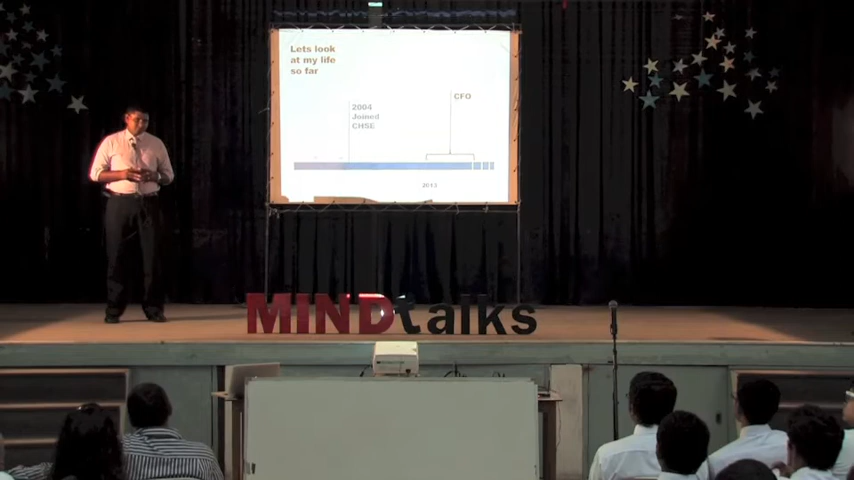 Lets look
at my life
so far
CFO
2004
Joined
CHSE
2013
MINDtalks